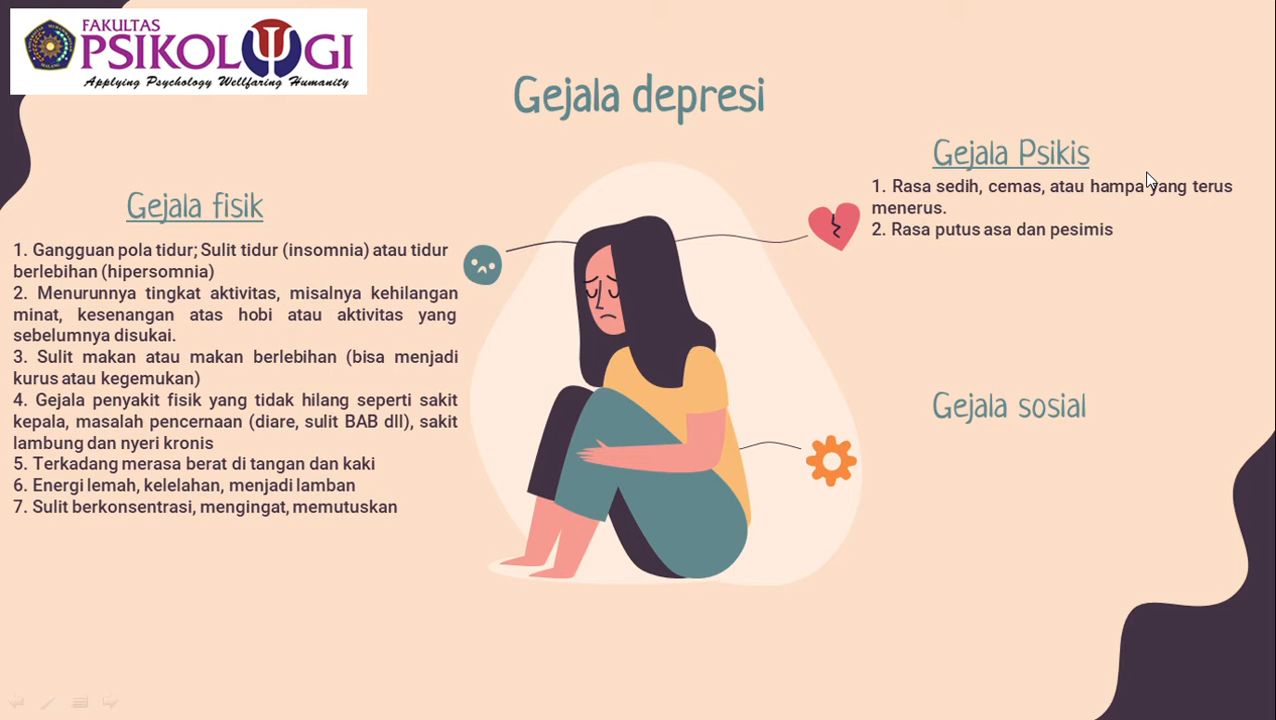 FAKULTAS
PSIKOLOGI
Applying Psychology Wellfaring Humanity
Gejala depresi
Gejala fisik
1. Gangguan pola tidur; Sulit tidur (insomnia) atau tidur
berlebihan (hipersomnia)
2. Menurunnya tingkat aktivitas, misalnya kehilangan
minat, kesenangan atas hobi atau aktivitas yang
sebelumnya disukai.
3. Sulit makan atau makan berlebihan (bisa menjadi
kurus atau kegemukan)
4. Gejala penyakit fisik yang tidak hilang seperti sakit
kepala, masalah pencernaan (diare, sulit BAB dll), sakit
lambung dan nyeri kronis
5. Terkadang merasa berat di tangan dan kaki
6. Energi lemah, kelelahan, menjadi lamban
7. Sulit berkonsentrasi, mengingat, memutuskan
Gejala Psikis
1. Rasa sedih, cemas, atau hampa yang terus
menerus.
2. Rasa putus asa dan pesimis
Gejala sosial